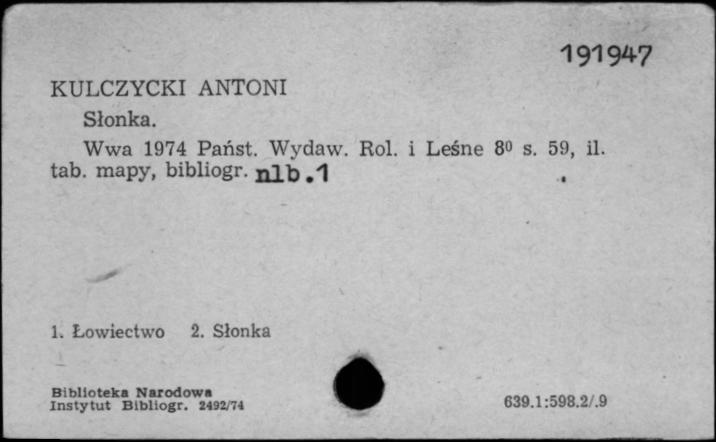 191947
KULCZYCKI ANTONI
Słonka.
Wwa 1974 Państ. Wydaw. Rol. i Leśne 8⁰ s. 59, il.
tab. mapy, bibliogr. nlb.1
1. Łowiectwo 2. Słonka
Biblioteka Narodowa
Instytut Bibliogr. 2492/74
639.1:598.2/.9